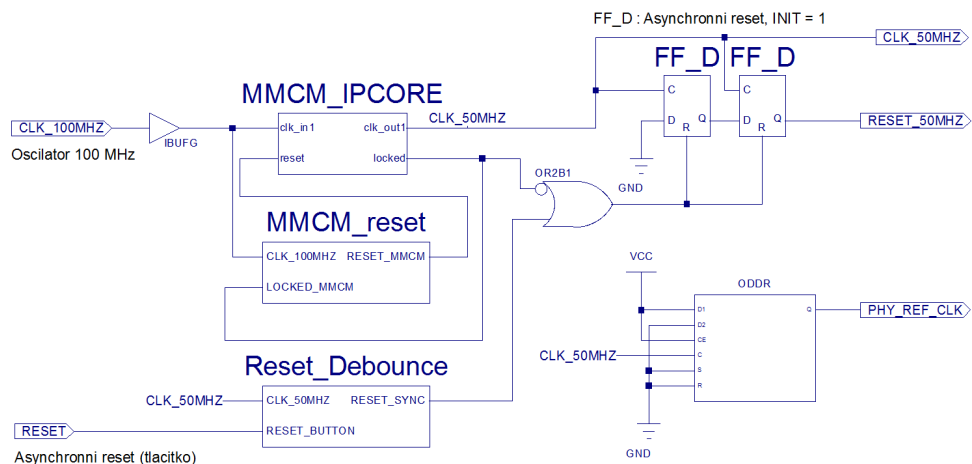 FF_D : Asynchronni reset, INIT = 1
CLK_50MHZ
FF_D FF_D
MMCM_IPCORE
C
D
Q
R
C
D
Q
R
CLK_100MHZ
IBUFG
clk_in1
clk_out1
CLK_50MHZ
RESET_50MHZ
Oscilator 100 MHz
reset
locked
OR2B1
GND
MMCM_reset
CLK_100MHZ
RESET_MMCM
LOCKED_MMCM
VCC
ODDR
D1
D2
CE
C
S
R
Q
PHY_REF_CLK
CLK_50MHZ
GND
Reset_Debounce
CLK_50MHZ
CLK_50MHZ
RESET_SYNC
RESET
RESET_BUTTON
Asynchronni reset (tlacitko)